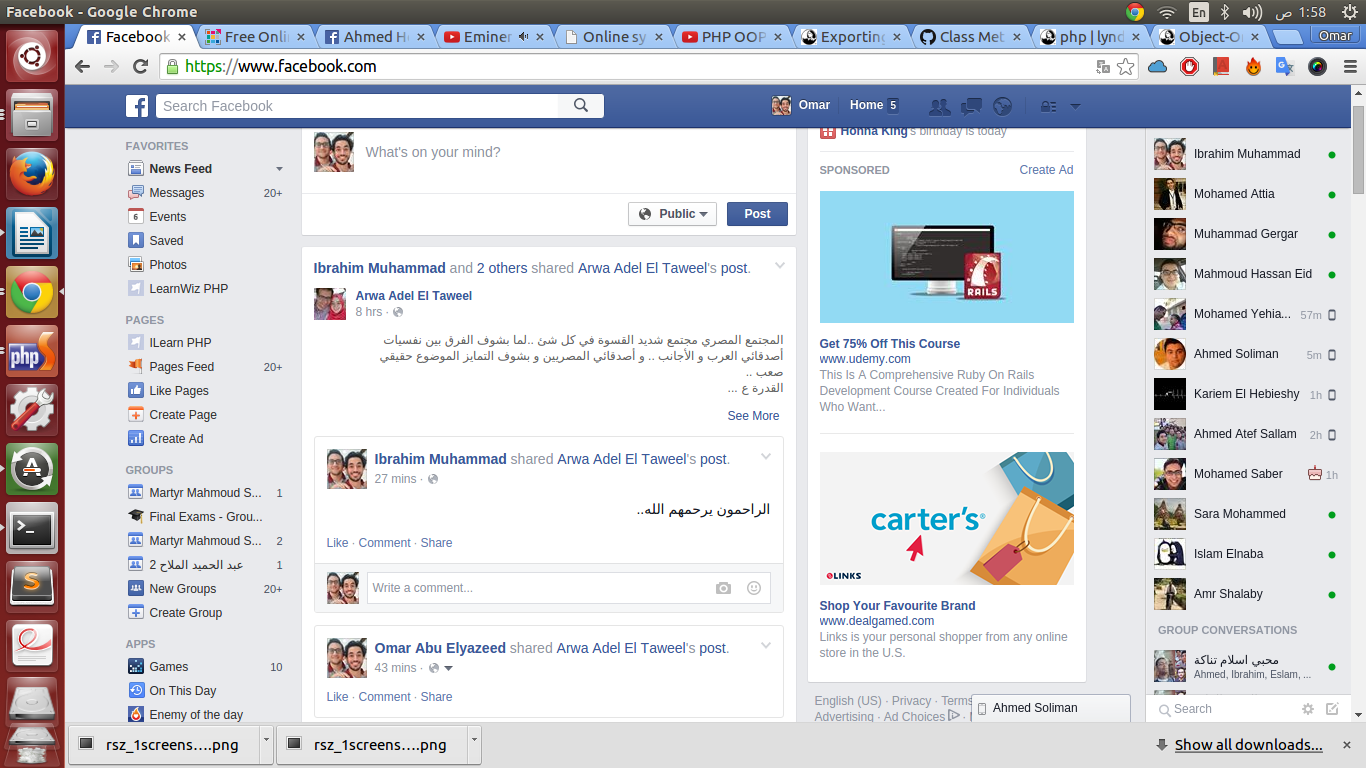 Facebook - Google Chrome
En
1:58 ص
Facebook
Free Onli
Ahmed He
Eminem
Online sy
PHP OOP
Exporting
Class Met
php | lynd
Object-O
Omar
https://www.facebook.com
Search Facebook
Omar
Home 5
FAVORITES
News Feed
Messages 20+
Events
Saved
Photos
LearnWiz PHP
PAGES
ILearn PHP
Pages Feed 20+
Like Pages
Create Page
Create Ad
GROUPS
Martyr Mahmoud S... 1
Final Exams - Grou...
Martyr Mahmoud S... 2
عبد الحميد الملاح 2 1
New Groups 20+
Create Group
APPS
Games 10
On This Day
Enemy of the day
What's on your mind?
Public
Post
Ibrahim Muhammad and 2 others shared Arwa Adel El Taweel's post.
Arwa Adel El Taweel
8 hrs ·
المجتمع المصري مجتمع شديد القسوة في كل شئ ..لما بشوف الفرق بين نفسيات
أصدقائي العرب و الأجانب .. و أصدقائي المصريين و بشوف التمايز الموضوع حقيقي
صعب ..
القدرة ع ...
See More
Ibrahim Muhammad shared Arwa Adel El Taweel's post.
27 mins ·
الراحمون يرحمهم الله..
Like · Comment · Share
Write a comment...
Omar Abu Elyazeed shared Arwa Adel El Taweel's post.
43 mins ·
Like · Comment · Share
Honna King's birthday is today
SPONSORED
Create Ad
RAILS
Get 75% Off This Course
www.udemy.com
This Is A Comprehensive Ruby On Rails
Development Course Created For Individuals
Who Want...
carter's
LINKS
Shop Your Favourite Brand
www.dealgamed.com
Links is your personal shopper from any online
store in the U.S.
English (US) · Privacy · Terms
Advertising · Ad Choices
Ahmed Soliman
Ibrahim Muhammad
Mohamed Attia
Muhammad Gergar
Mahmoud Hassan Eid
Mohamed Yehia... 57m
Ahmed Soliman 5m
Kariem El Hebieshy 1h
Ahmed Atef Sallam 2h
Mohamed Saber 1h
Sara Mohammed
Islam Elnaba
Amr Shalaby
GROUP CONVERSATIONS
محبي اسلام تناكة
Ahmed, Ibrahim, Eslam, ...
Search
rsz_1screens....png
rsz_1screens....png
Show all downloads...